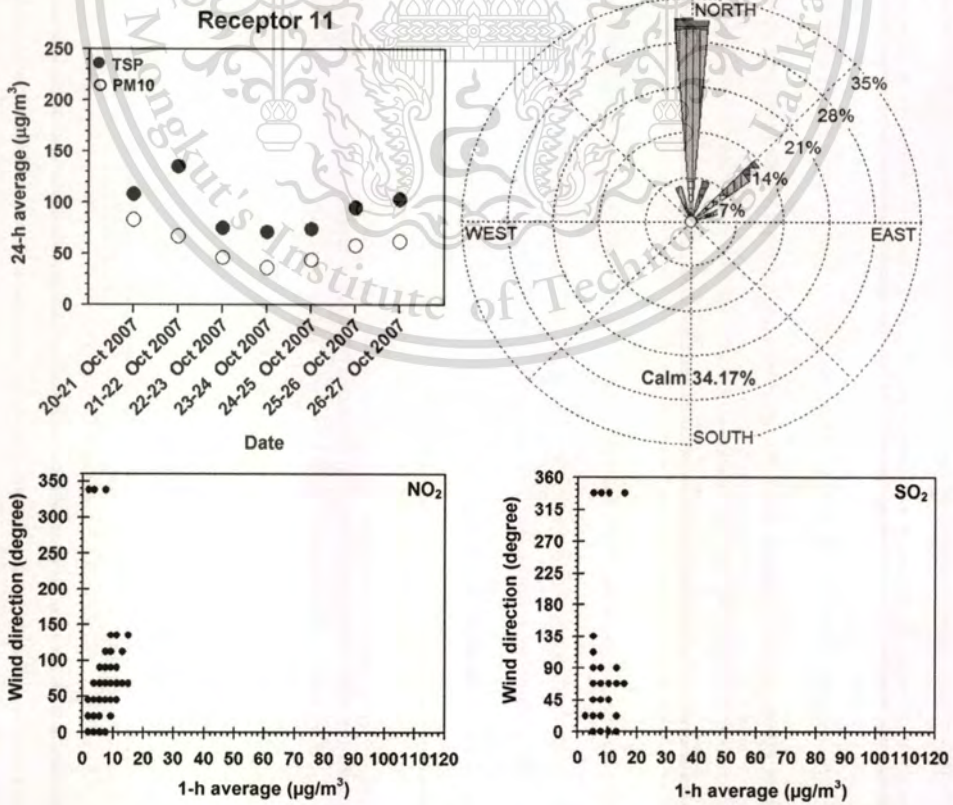 Receptor 11
24-h average (µg/m³)
250
200
150
100
50
0
TSP
PM10
20-21 Oct 2007
21-22 Oct 2007
22-23 Oct 2007
23-24 Oct 2007
24-25 Oct 2007
25-26 Oct 2007
26-27 Oct 2007
Date
NORTH
35%
28%
21%
14%
7%
WEST
EAST
Calm 34.17%
SOUTH
Mongkut's Institute of Techno
Ladk
NO₂
Wind direction (degree)
350
300
250
200
150
100
50
0
0 10 20 30 40 50 60 70 80 90 100 110 120
1-h average (µg/m³)
SO₂
Wind direction (degree)
360
315
270
225
180
135
90
45
0
0 10 20 30 40 50 60 70 80 90 100 110 120
1-h average (µg/m³)